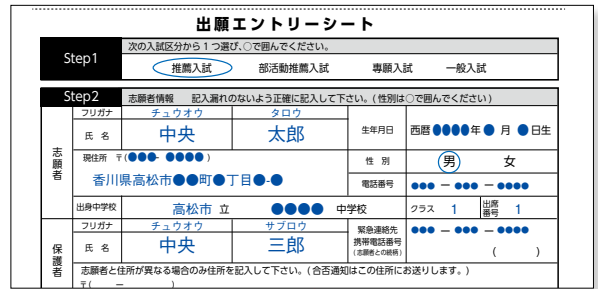 出願エントリーシート
Step1
次の入試区分から1つ選び、○で囲んでください。
推薦入試 部活動推薦入試 専願入試 一般入試
Step2 志願者情報 記入漏れのないよう正確に記入して下さい。(性別は○で囲んでください)
志願者
フリガナ チュウオウ タロウ
氏 名 中央 太郎
生年月日 西暦●●●●年●月●日生
現住所 〒(●●●-●●●●)
香川県高松市●●町●丁目●-●
性 別 男 女
電話番号 ●●● ー ●●● ー ●●●●
出身中学校 高松市 立 ●●●● 中学校
クラス 1 出席番号 1
保護者
フリガナ チュウオウ サブロウ
氏 名 中央 三郎
緊急連絡先
携帯電話番号
(志願者との続柄)
●●● ー ●●● ー ●●●●
( )
志願者と住所が異なる場合のみ住所を記入して下さい。(合否通知はこの住所にお送りします。)
〒( ー )